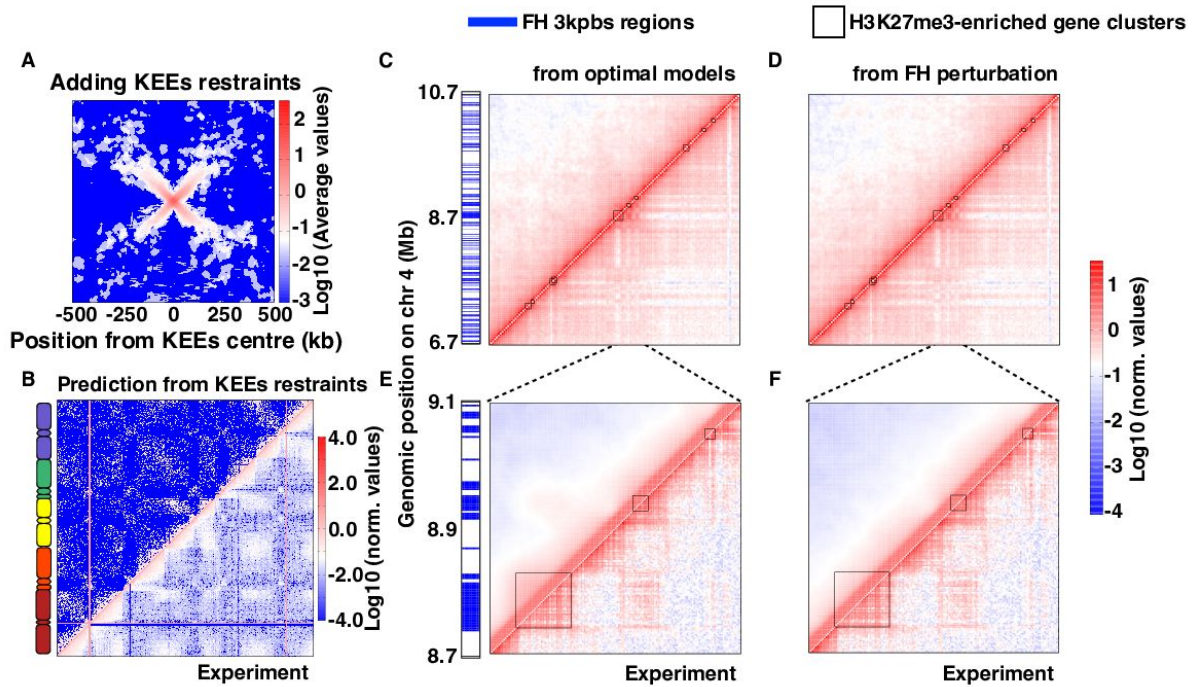 FH 3kpbs regions
H3K27me3-enriched gene clusters
A
Adding KEEs restraints
2
1
0
-1
-2
-3
Log10 (Average values)
-500 -250 0 250 500
Position from KEEs centre (kb)
B
Prediction from KEEs restraints
4.0
2.0
0.0
-2.0
-4.0
Log10 (norm. values)
Experiment
C
from optimal models
10.7
8.7
6.7
Genomic position on chr 4 (Mb)
D
from FH perturbation
E
9.1
8.9
8.7
Experiment
F
Experiment
1
0
-1
-2
-3
-4
Log10 (norm. values)